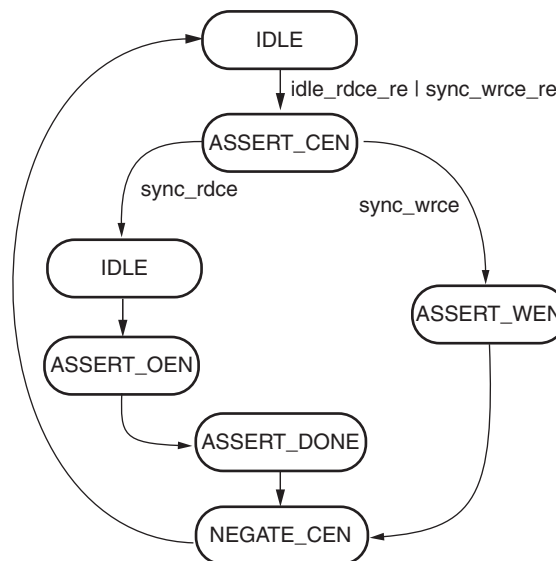 IDLE
idle_rdce_re | sync_wrce_re
ASSERT_CEN
sync_rdce
sync_wrce
IDLE
ASSERT_WEN
ASSERT_OEN
ASSERT_DONE
NEGATE_CEN